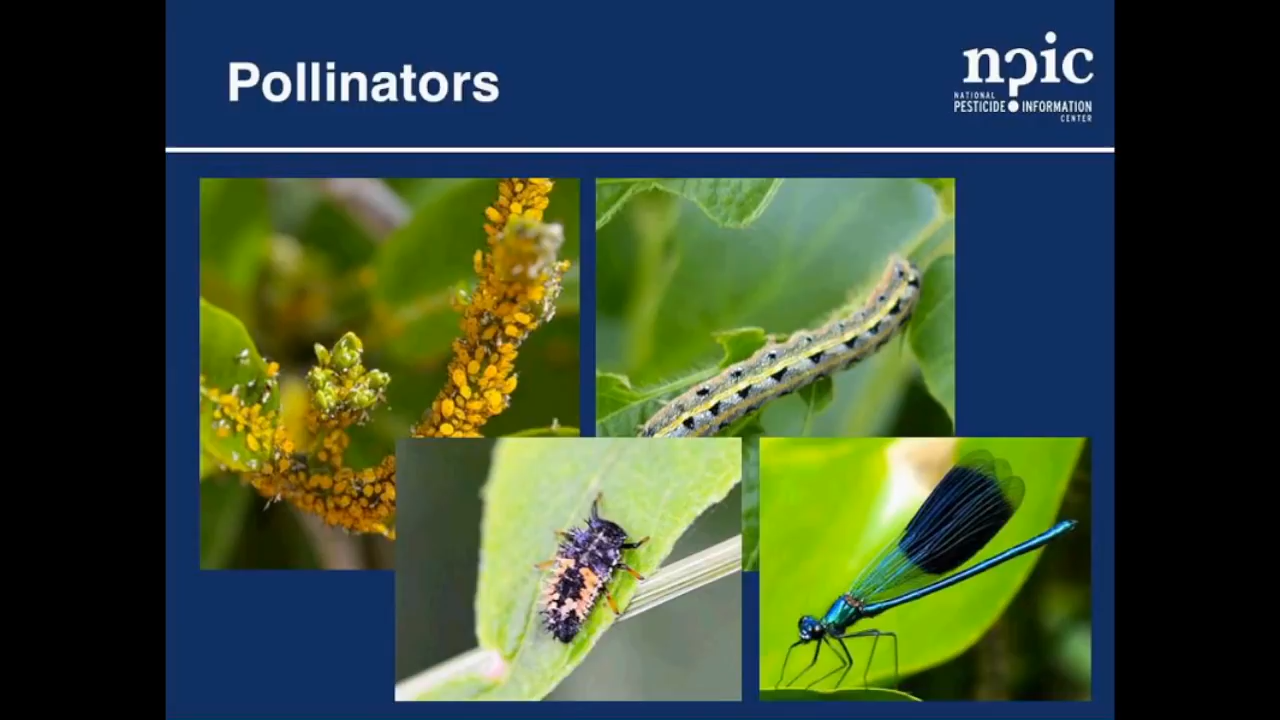 Pollinators
npic
NATIONAL
PESTICIDE INFORMATION
CENTER